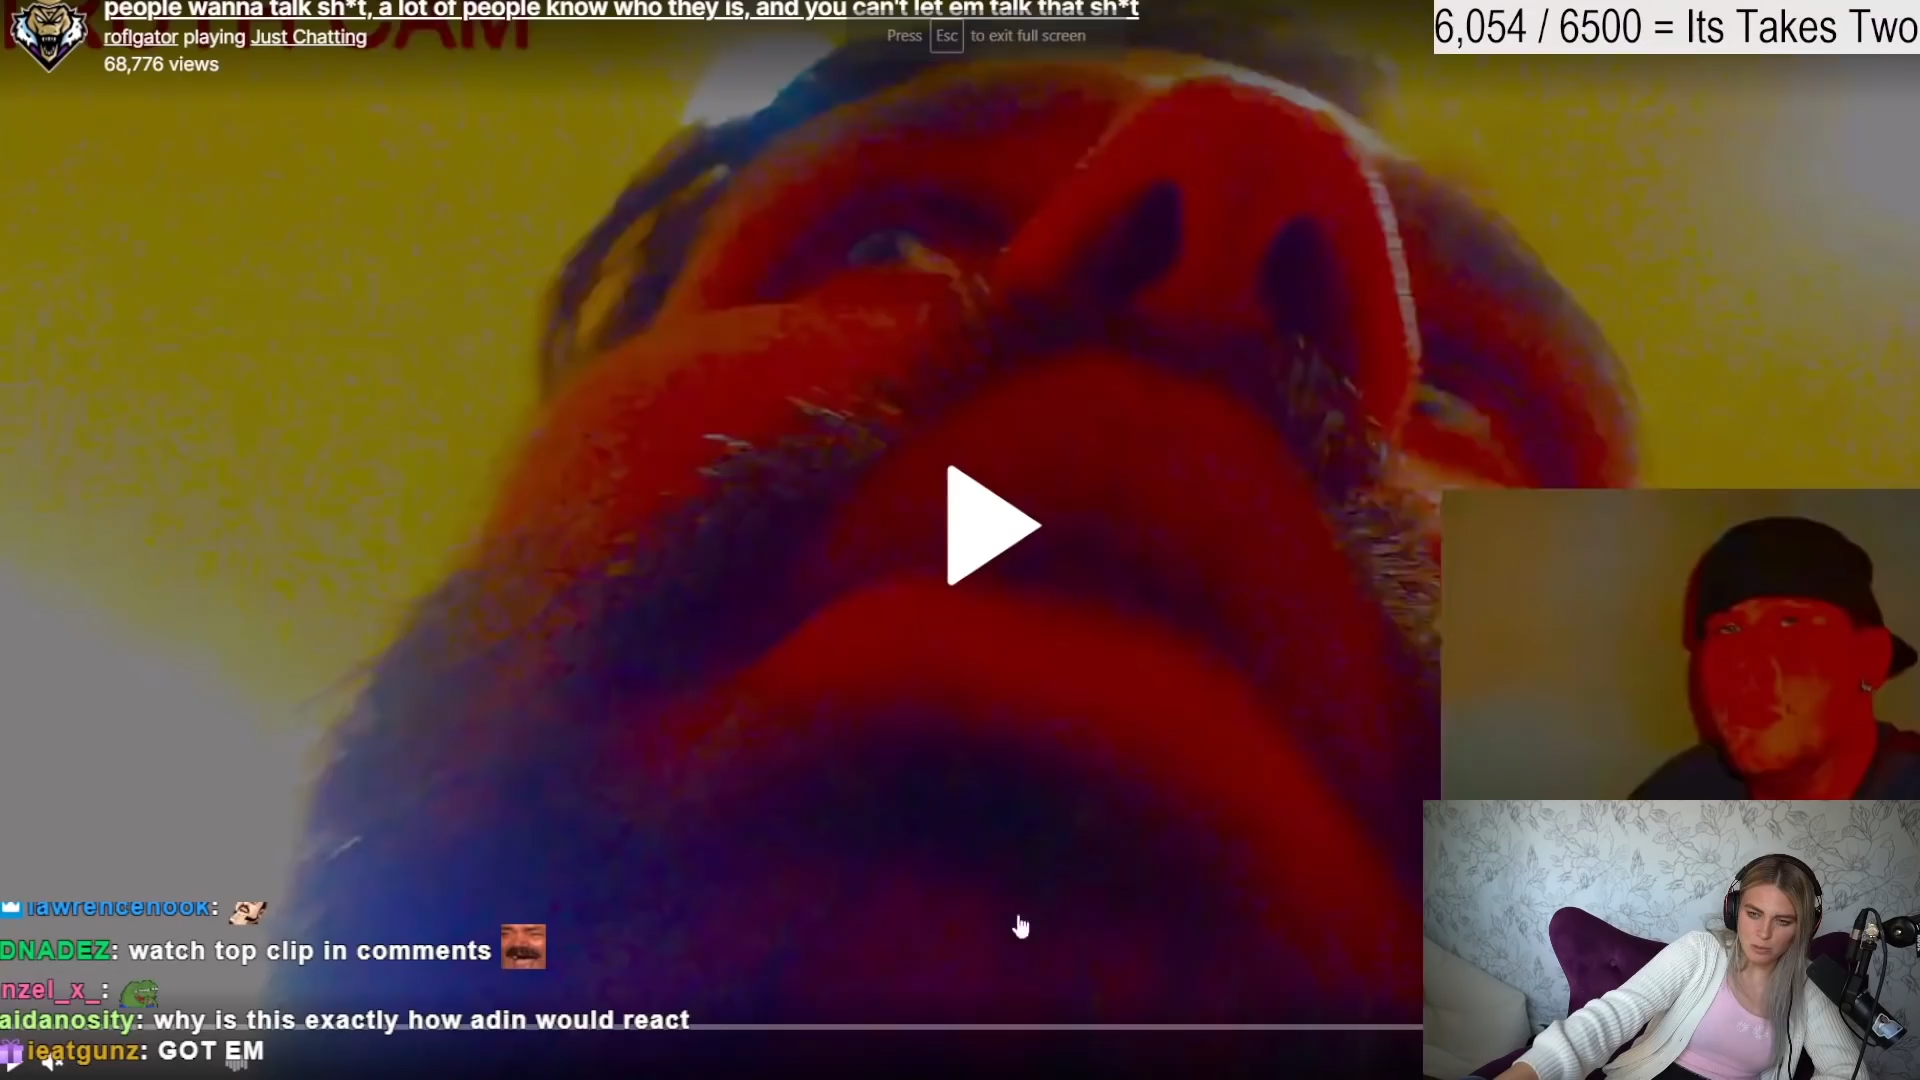 people wanna talk sh*t, a lot of people know who they is, and you can't let em talk that sh*t
roflgator playing Just Chatting
68,776 views
Press Esc to exit full screen
6,054 / 6500 = Its Takes Two
lawrencenook:
DNADEZ: watch top clip in comments
nzel_x_:
aidanosity: why is this exactly how adin would react
ieatgunz: GOT EM